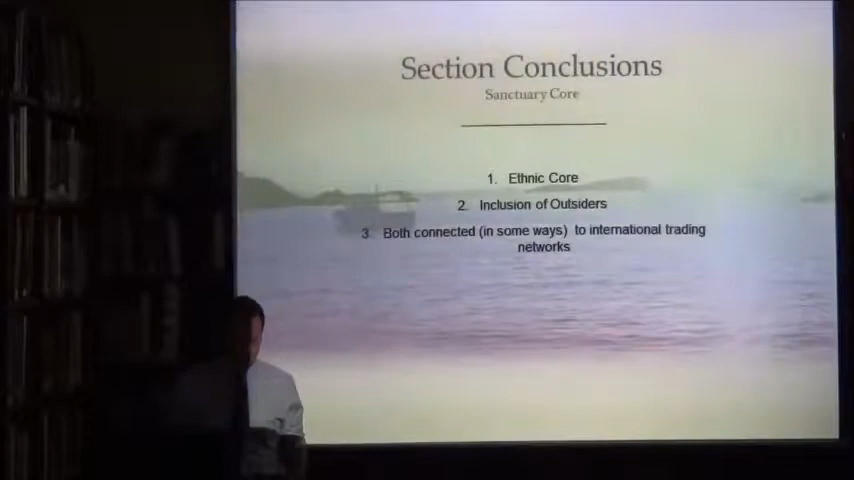 Section Conclusions
Sanctuary Core
1. Ethnic Core
2. Inclusion of Outsiders
3. Both connected (in some ways) to international trading
networks